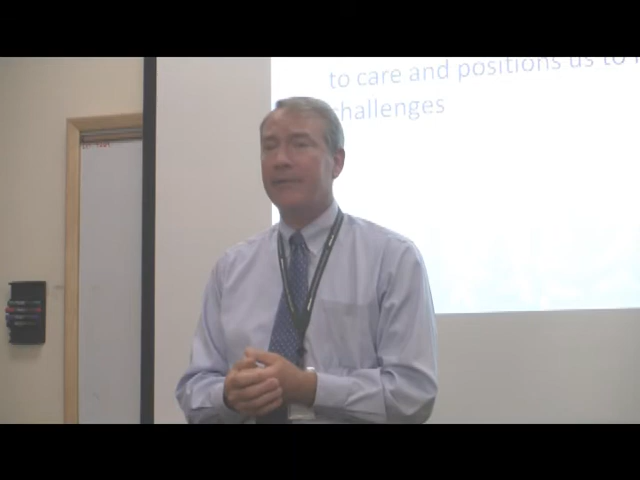 to care and positions us to
challenges